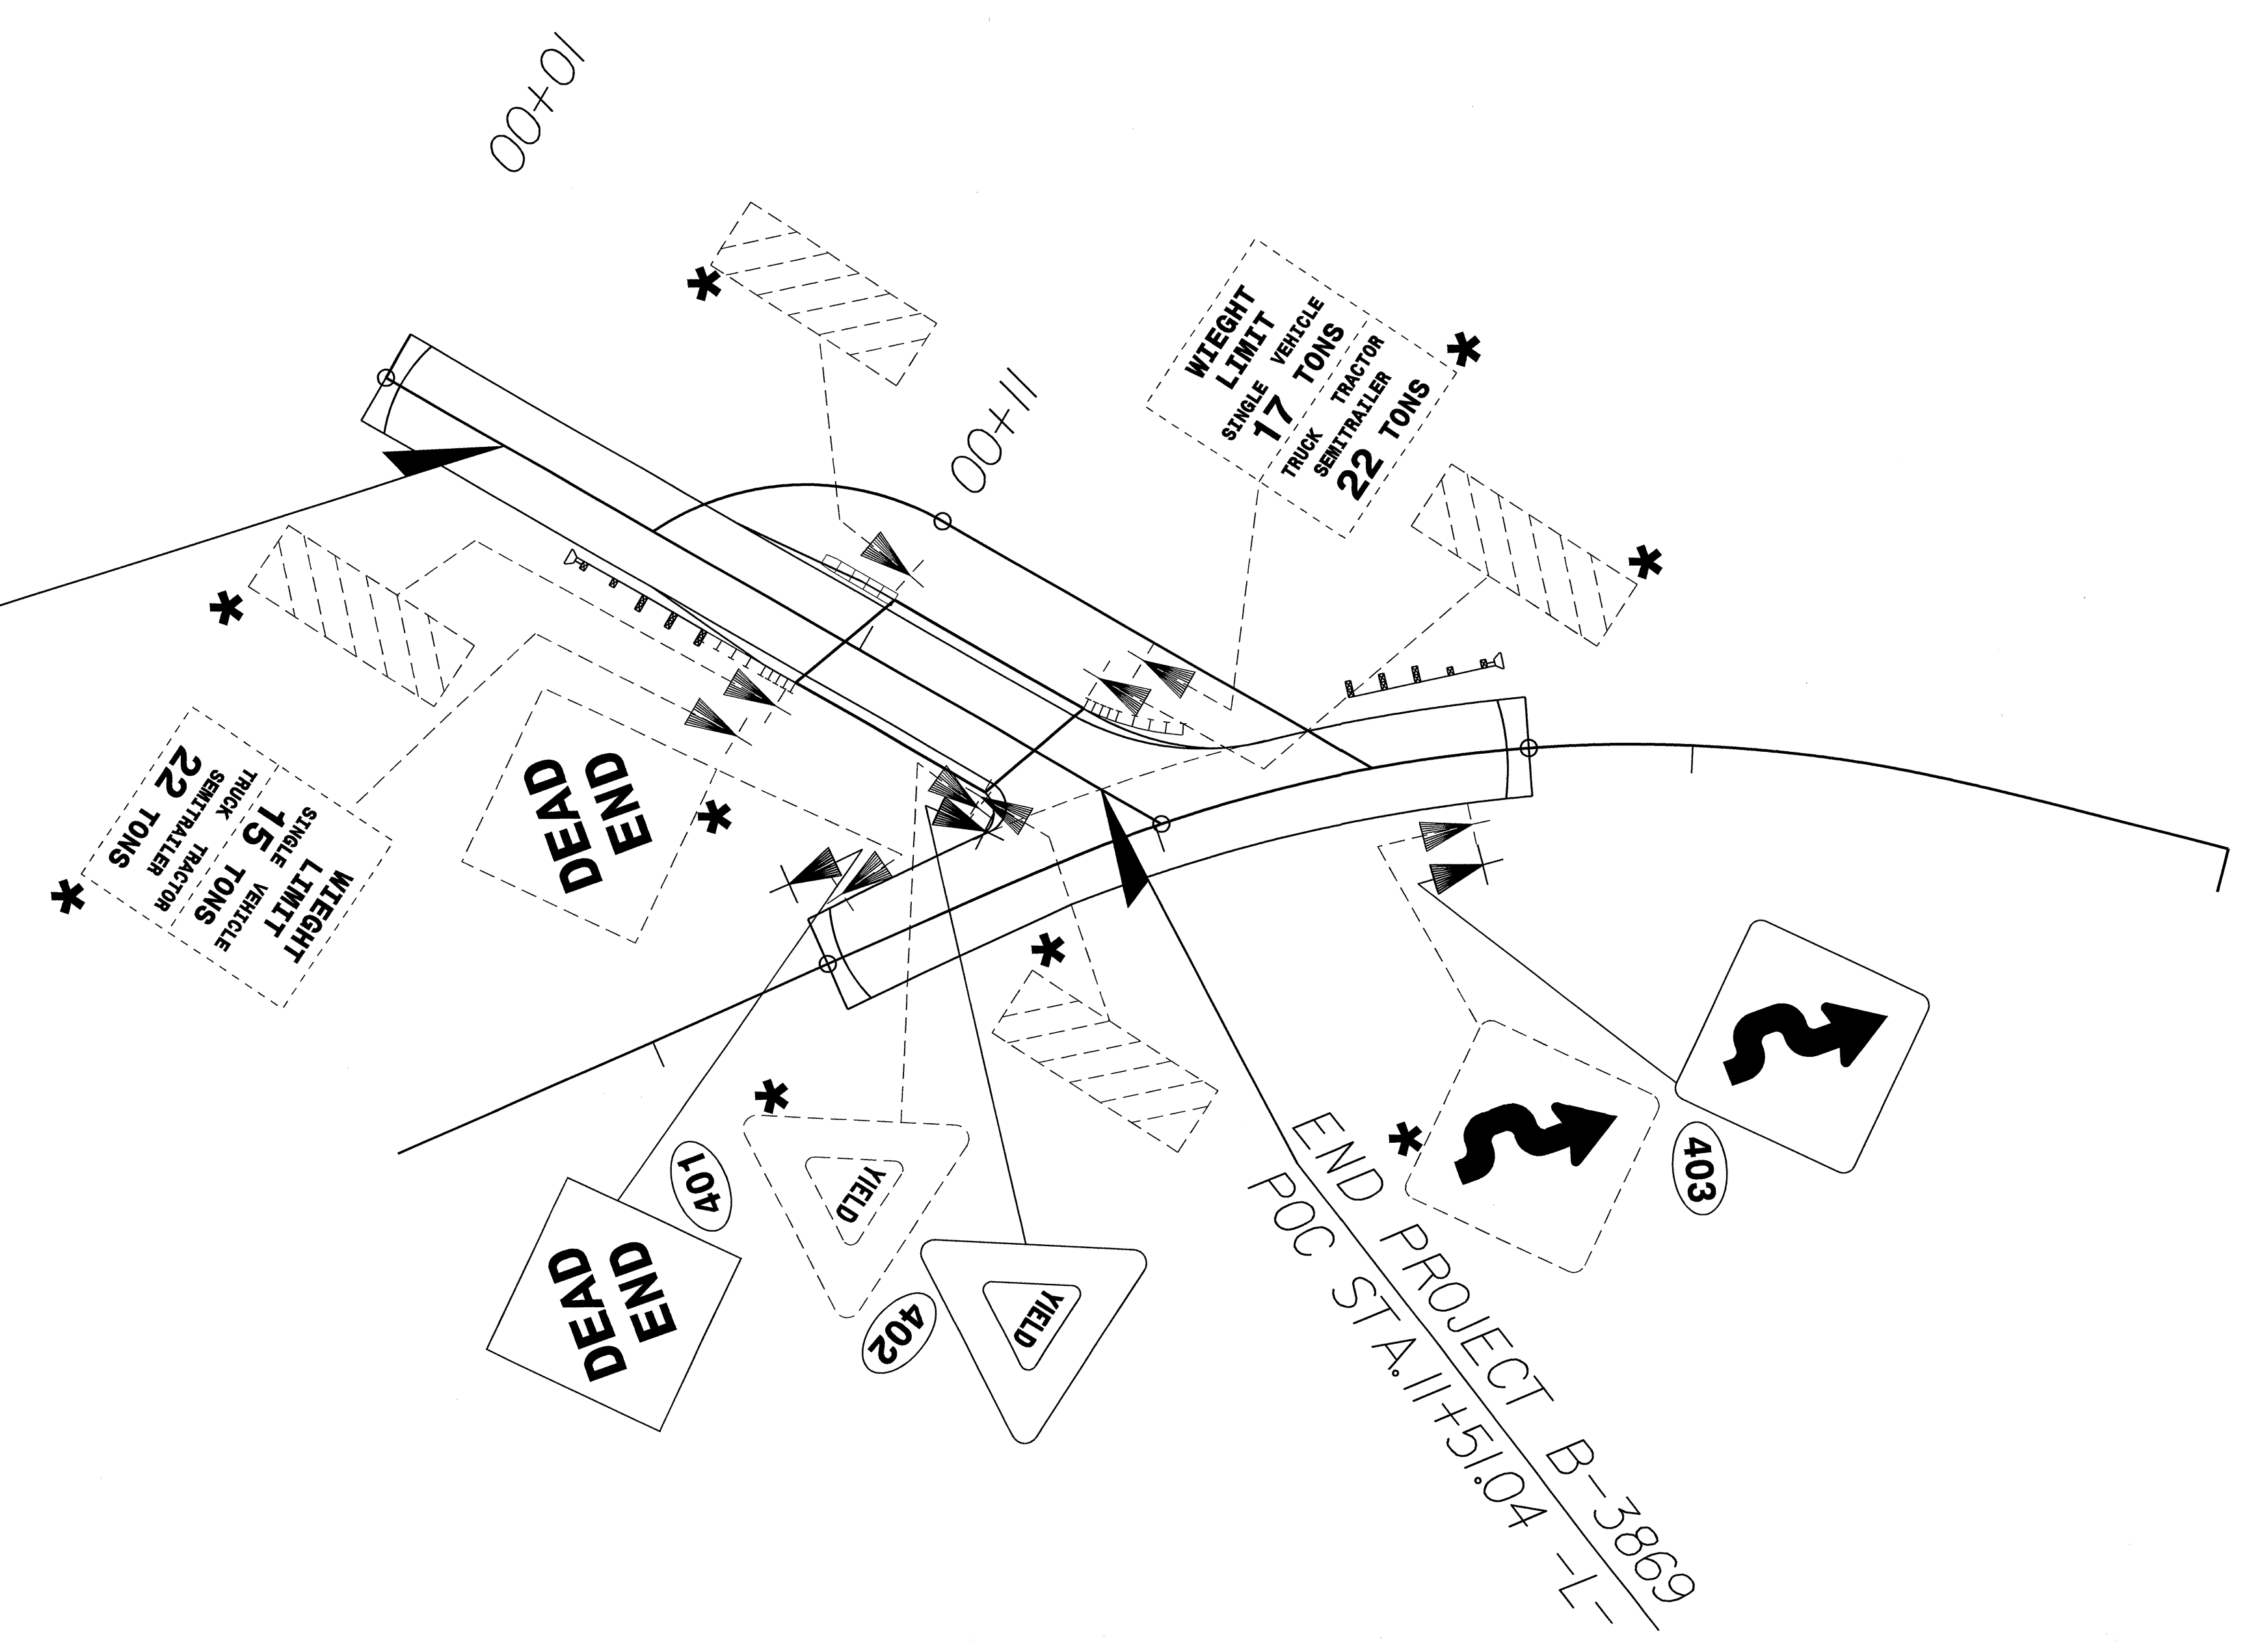 10+00
11+00
*
WIEGHT
LIMIT
SINGLE VEHICLE
17 TONS
TRUCK TRACTOR
SEMITRAILER
22 TONS
*
*
*
WIEGHT
LIMIT
SINGLE VEHICLE
15 TONS
TRUCK TRACTOR
SEMITRAILER
22 TONS
*
DEAD
END
*
*
*
YIELD
*
401
DEAD
END
402
YIELD
403
END PROJECT B-3869
POC STA.11+51.04 -L-